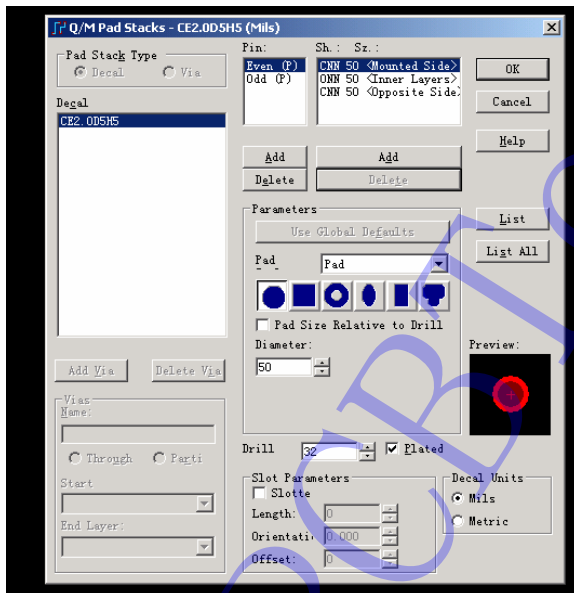 Q/M Pad Stacks - CE2.0D5H5 (Mils)
Pad Stack Type
Decal Via
Decal
CE2.0D5H5
Pin: Sh.: Sz.:
Even (P)
Odd (P)
CNN 50 <Mounted Side>
ONN 50 <Inner Layers>
CNN 50 <Opposite Side>
OK
Cancel
Help
Add Add
Delete Delete
Parameters
Use Global Defaults
List
List All
Pad Pad
Pad Size Relative to Drill
Diameter:
50
Preview:
Add Via Delete Via
Vias
Name:
Through Parti
Start
End Layer:
Drill 32 Plated
Slot Parameters
Slotte
Length: 0
Orientati 0.000
Offset: 0
Decal Units
Mils
Metric